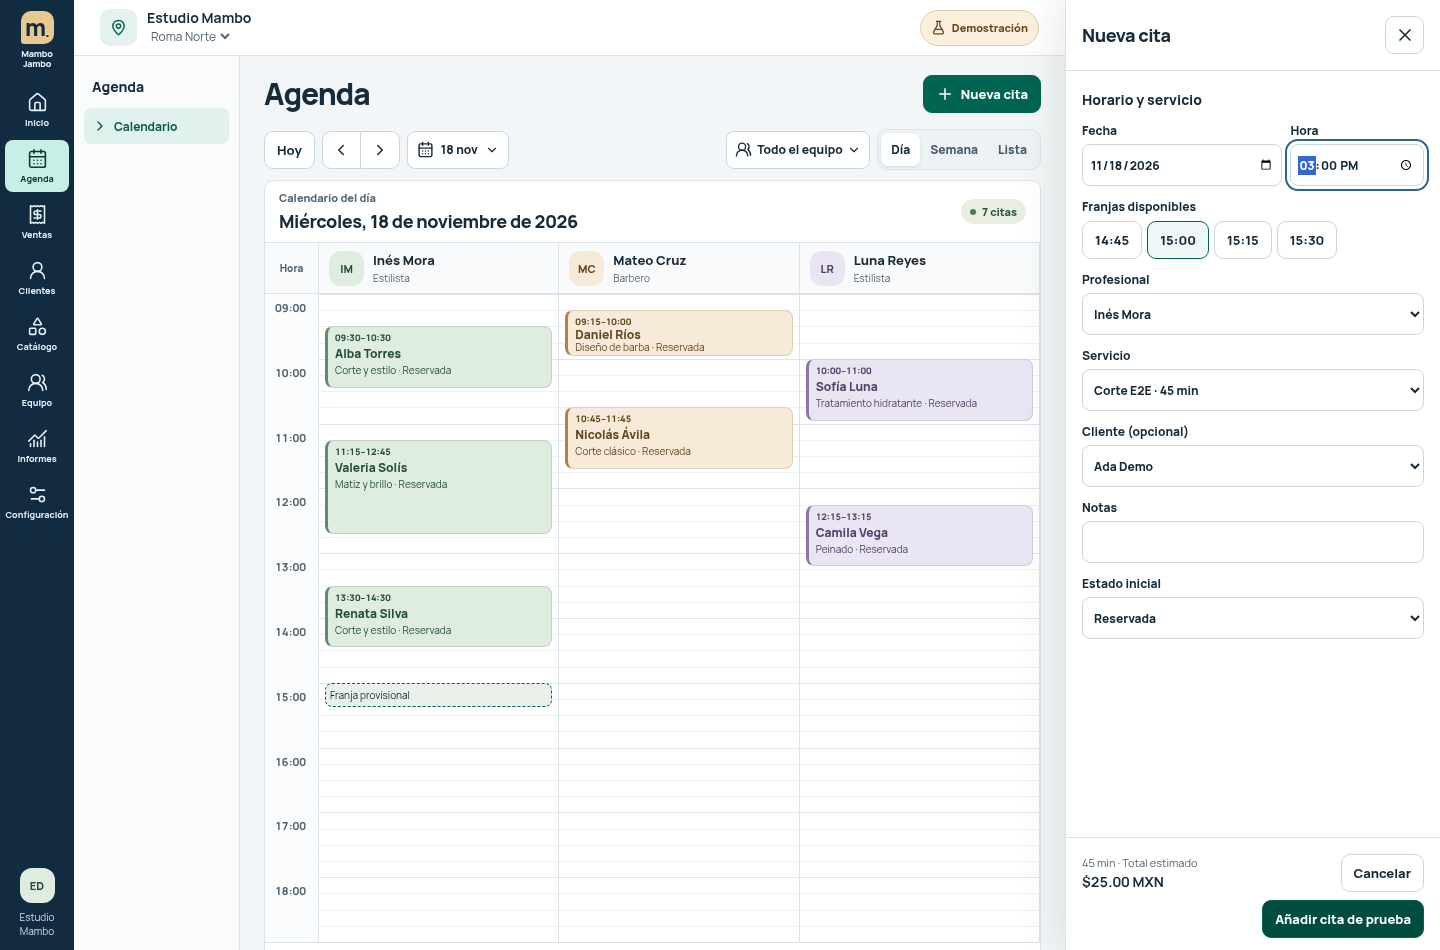 m.
Mambo
Jambo
Inicio
Agenda
Ventas
Clientes
Catálogo
Equipo
Informes
Configuración
ED
Estudio
Mambo
Estudio Mambo
Roma Norte
Demostración
Agenda
Calendario
Agenda
Nueva cita
Hoy
18 nov
Todo el equipo
Día
Semana
Lista
Calendario del día
Miércoles, 18 de noviembre de 2026
7 citas
Hora
IM
Inés Mora
Estilista
MC
Mateo Cruz
Barbero
LR
Luna Reyes
Estilista
09:00
10:00
11:00
12:00
13:00
14:00
15:00
16:00
17:00
18:00
09:30–10:30
Alba Torres
Corte y estilo · Reservada
11:15–12:45
Valeria Solís
Matiz y brillo · Reservada
13:30–14:30
Renata Silva
Corte y estilo · Reservada
Franja provisional
09:15–10:00
Daniel Ríos
Diseño de barba · Reservada
10:45–11:45
Nicolás Ávila
Corte clásico · Reservada
10:00–11:00
Sofía Luna
Tratamiento hidratante · Reservada
12:15–13:15
Camila Vega
Peinado · Reservada
Nueva cita
Horario y servicio
Fecha
Hora
11/18/2026
03:00 PM
Franjas disponibles
14:45
15:00
15:15
15:30
Profesional
Inés Mora
Servicio
Corte E2E · 45 min
Cliente (opcional)
Ada Demo
Notas
Estado inicial
Reservada
45 min · Total estimado
$25.00 MXN
Cancelar
Añadir cita de prueba